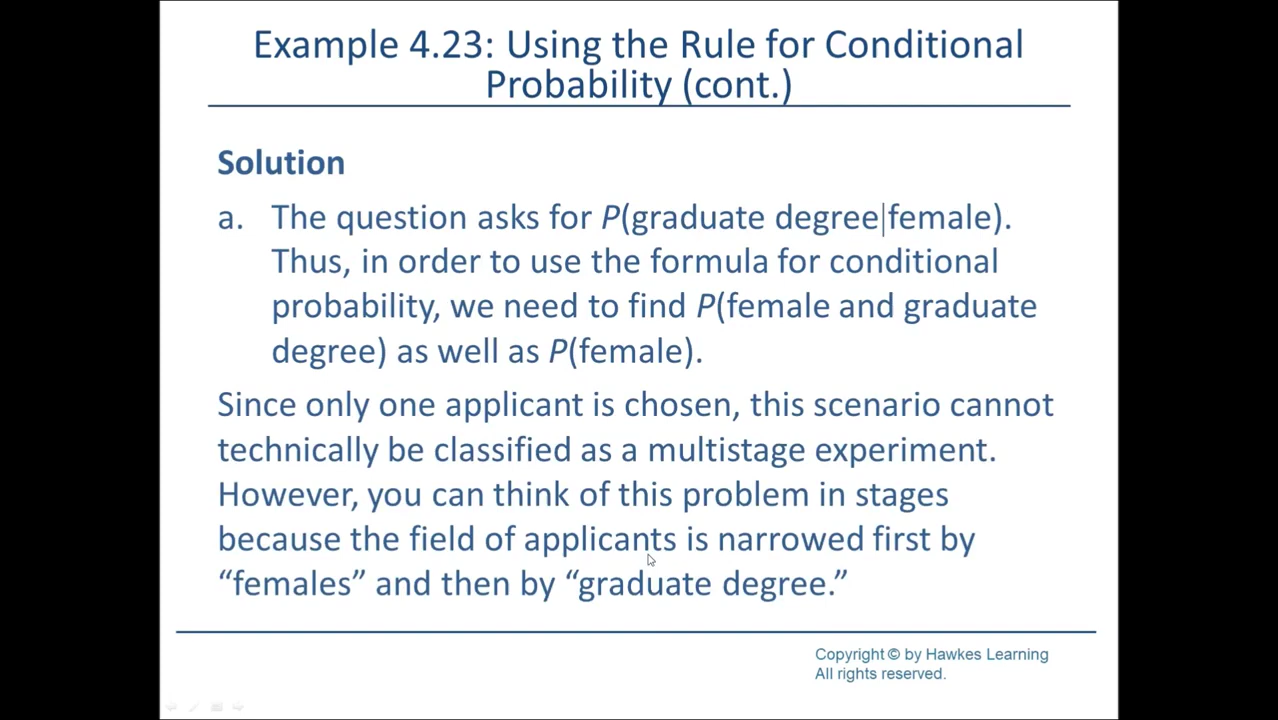 Example 4.23: Using the Rule for Conditional
Probability (cont.)
Solution
a. The question asks for P(graduate degree|female).
Thus, in order to use the formula for conditional
probability, we need to find P(female and graduate
degree) as well as P(female).
Since only one applicant is chosen, this scenario cannot
technically be classified as a multistage experiment.
However, you can think of this problem in stages
because the field of applicants is narrowed first by
“females” and then by “graduate degree.”
Copyright © by Hawkes Learning
All rights reserved.